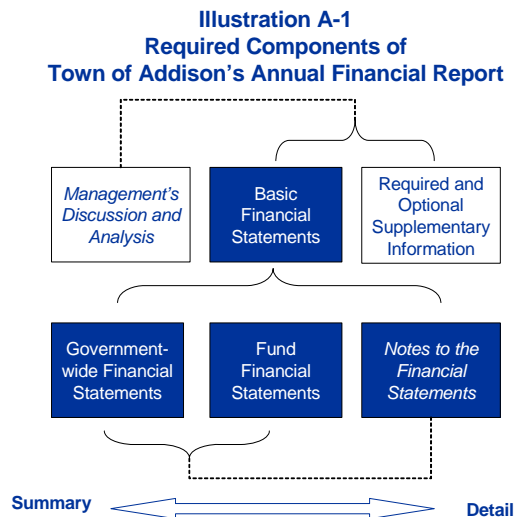 Illustration A-1
Required Components of
Town of Addison's Annual Financial Report
Management's
Discussion and
Analysis
Basic
Financial
Statements
Required and
Optional
Supplementary
Information
Government-
wide Financial
Statements
Fund
Financial
Statements
Notes to the
Financial
Statements
Summary
Detail